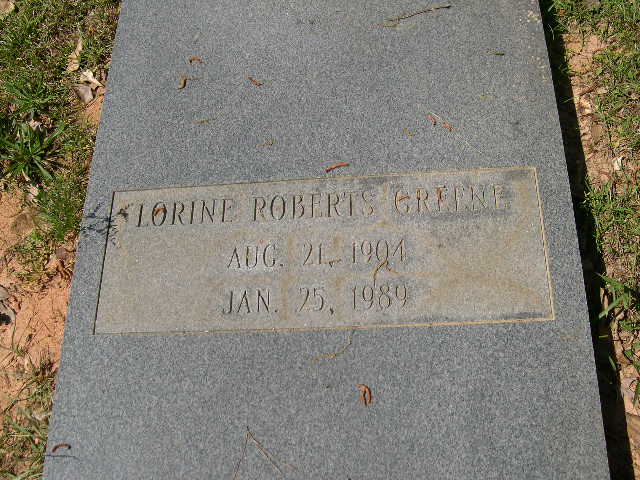 LORINE ROBERTS GREENE
AUG. 21, 1904
JAN. 25, 1989